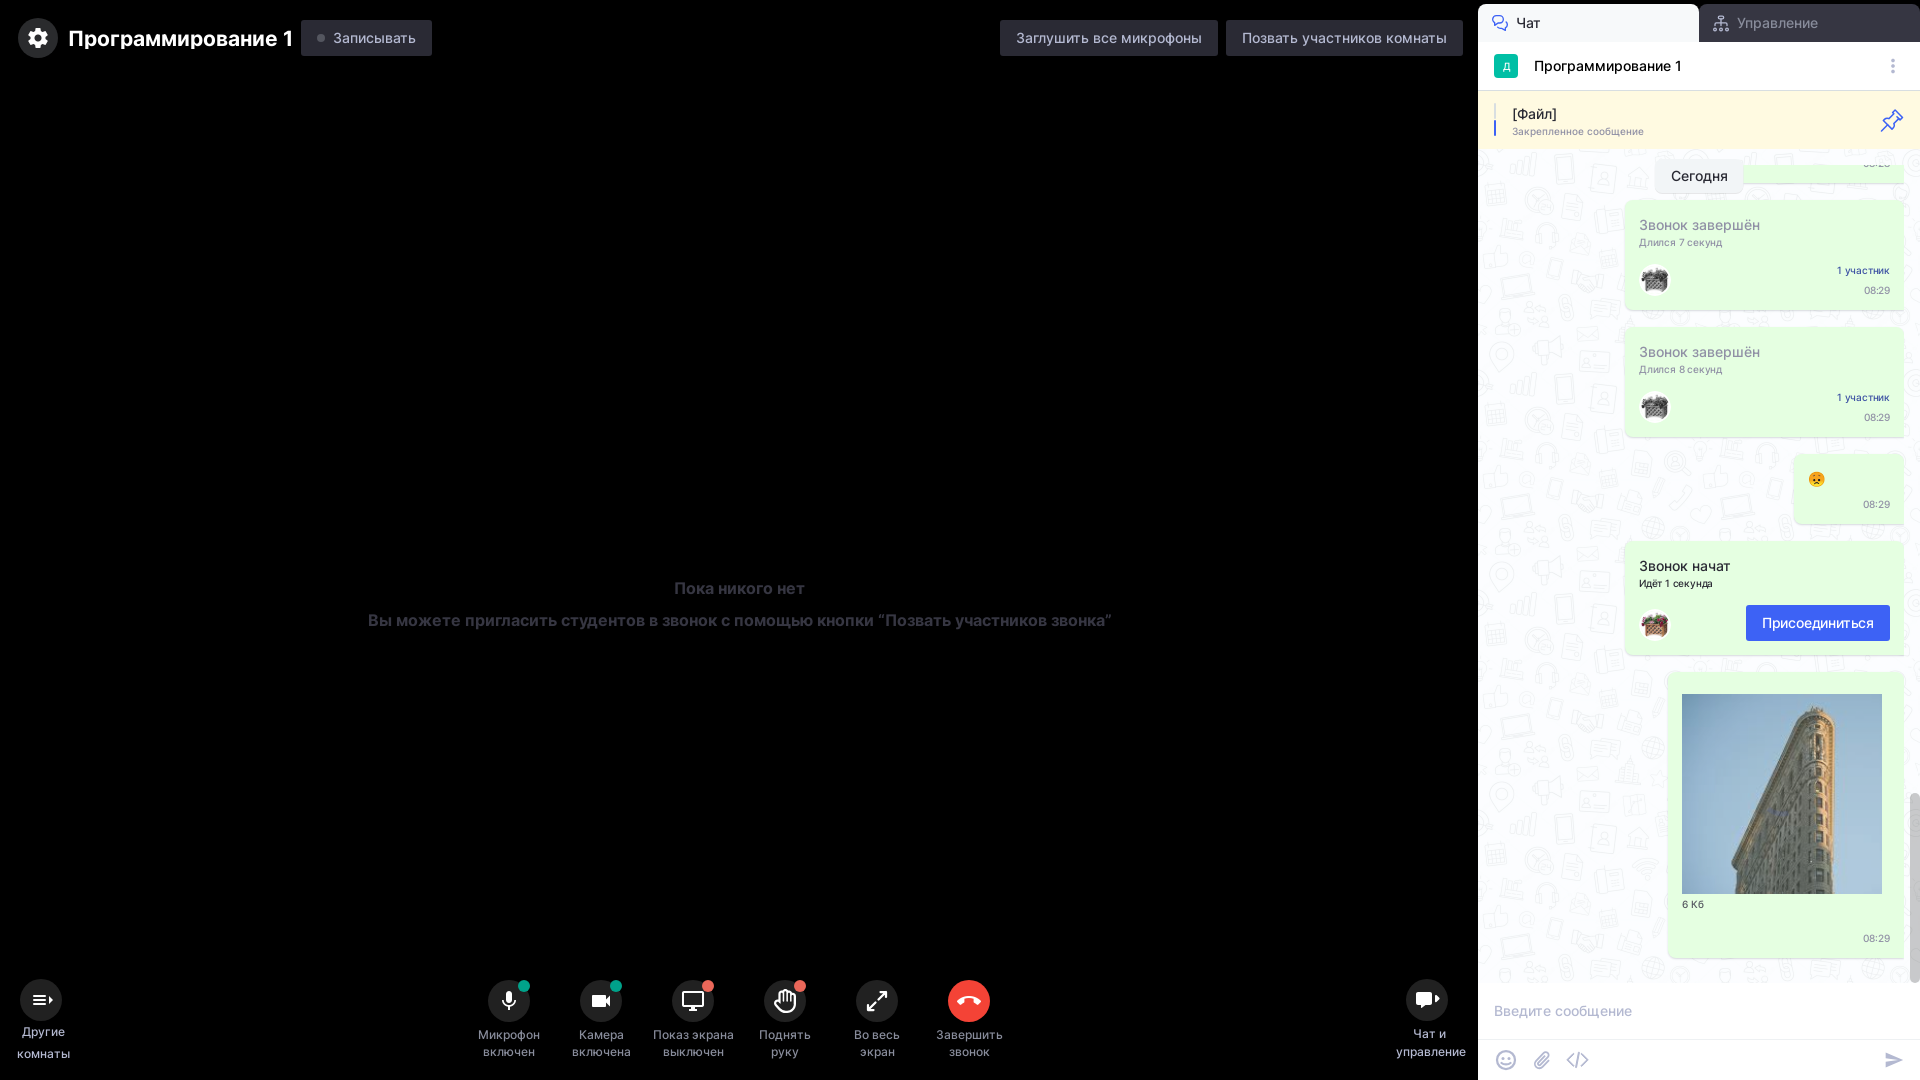 Программирование 1
Записывать
Заглушить все микрофоны
Позвать участников комнаты
Чат
Управление
Д
Программирование 1
[Файл]
Закрепленное сообщение
Сегодня
Звонок завершён
Длился 7 секунд
1 участник
08:29
Звонок завершён
Длился 8 секунд
1 участник
08:29
08:29
Звонок начат
Идёт 1 секунда
Присоединиться
6 Кб
08:29
Пока никого нет
Вы можете пригласить студентов в звонок с помощью кнопки “Позвать участников звонка”
Введите сообщение
Другие
комнаты
Микрофон
включен
Камера
включена
Показ экрана
выключен
Поднять
руку
Во весь
экран
Завершить
звонок
Чат и
управление